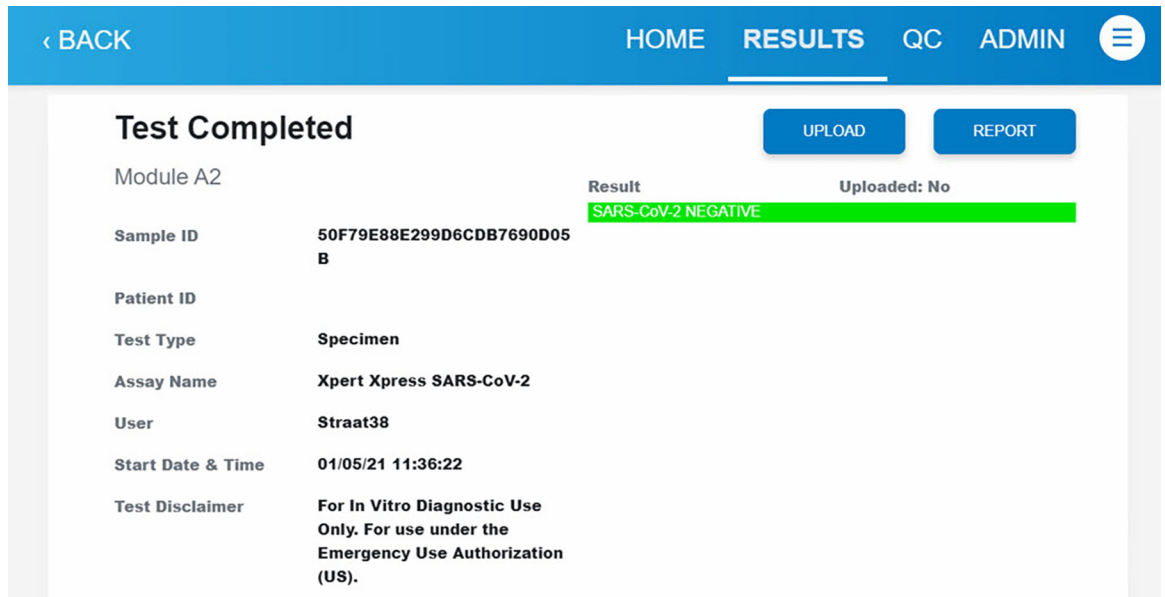 ‹ BACK
HOME RESULTS QC ADMIN
Test Completed
UPLOAD
REPORT
Module A2
Result Uploaded: No
SARS-CoV-2 NEGATIVE
Sample ID 50F79E88E299D6CDB7690D05
B
Patient ID
Test Type Specimen
Assay Name Xpert Xpress SARS-CoV-2
User Straat38
Start Date & Time 01/05/21 11:36:22
Test Disclaimer For In Vitro Diagnostic Use
Only. For use under the
Emergency Use Authorization
(US).